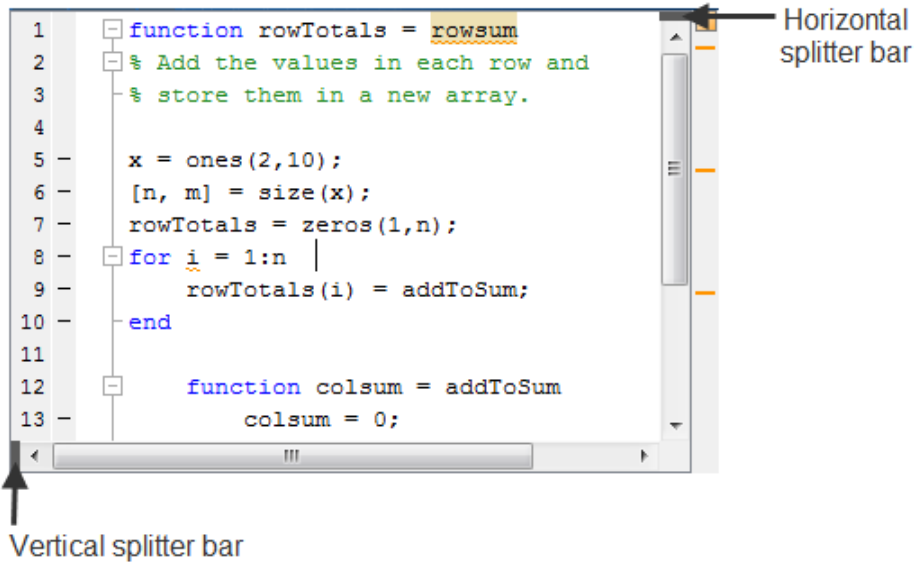 1 function rowTotals = rowsum
2 % Add the values in each row and
3 % store them in a new array.
4
5 – x = ones(2,10);
6 – [n, m] = size(x);
7 – rowTotals = zeros(1,n);
8 – for i = 1:n
9 – rowTotals(i) = addToSum;
10 – end
11
12 function colsum = addToSum
13 – colsum = 0;
Horizontal
splitter bar
Vertical splitter bar